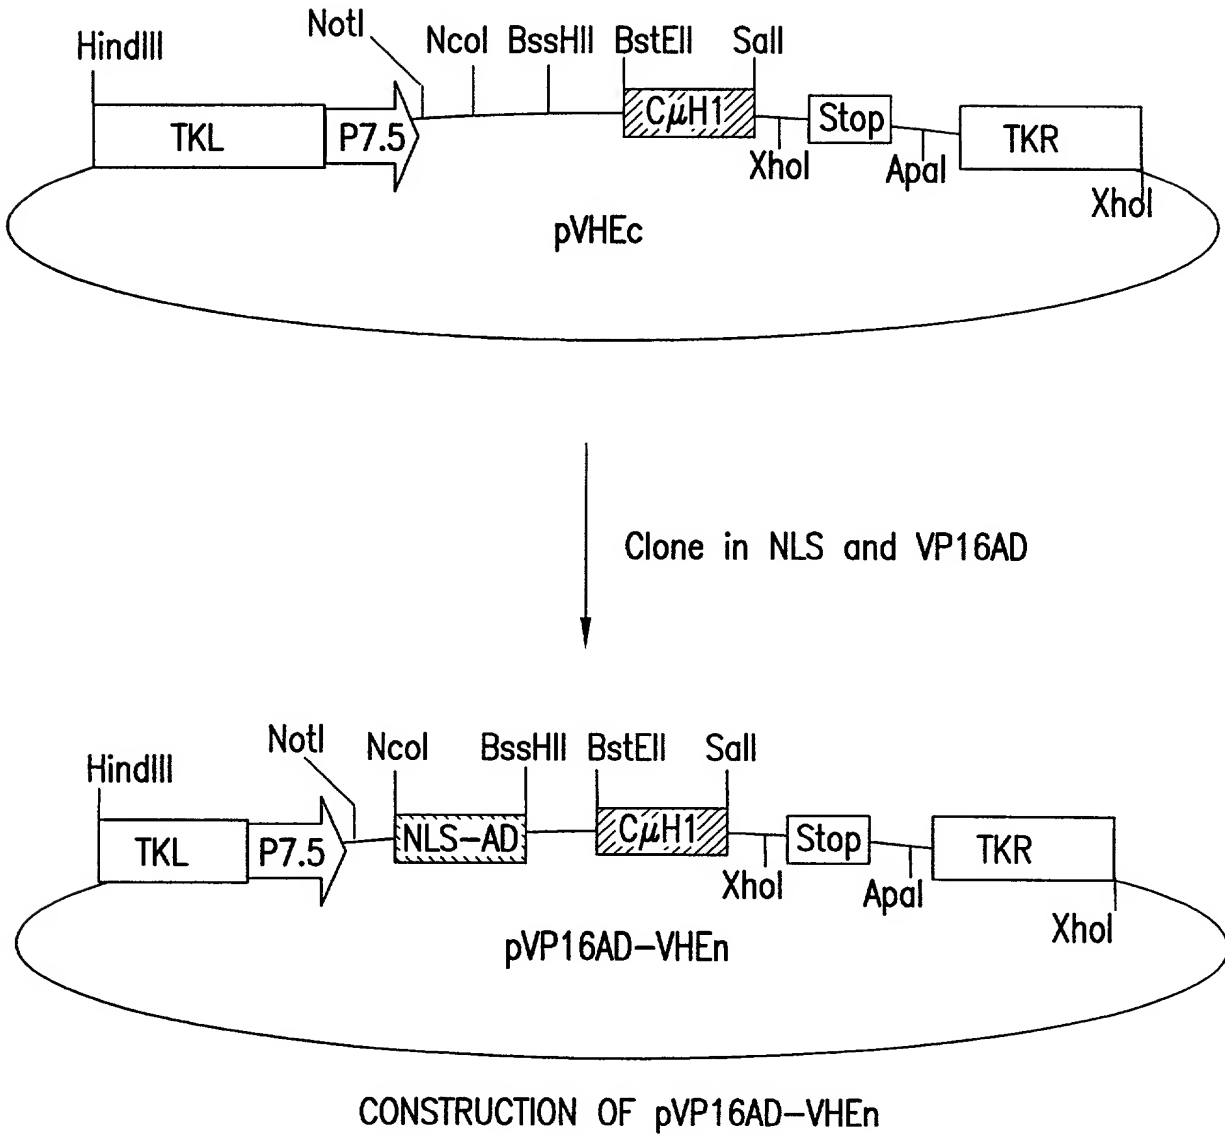 HindIII NotI NcoI BssHII BstEII SalI
TKL P7.5 CμH1 XhoI Stop ApaI TKR XhoI
pVHEc
Clone in NLS and VP16AD
HindIII NotI NcoI BssHII BstEII SalI
TKL P7.5 NLS-AD CμH1 XhoI Stop ApaI TKR XhoI
pVP16AD-VHEn
CONSTRUCTION OF pVP16AD-VHEn